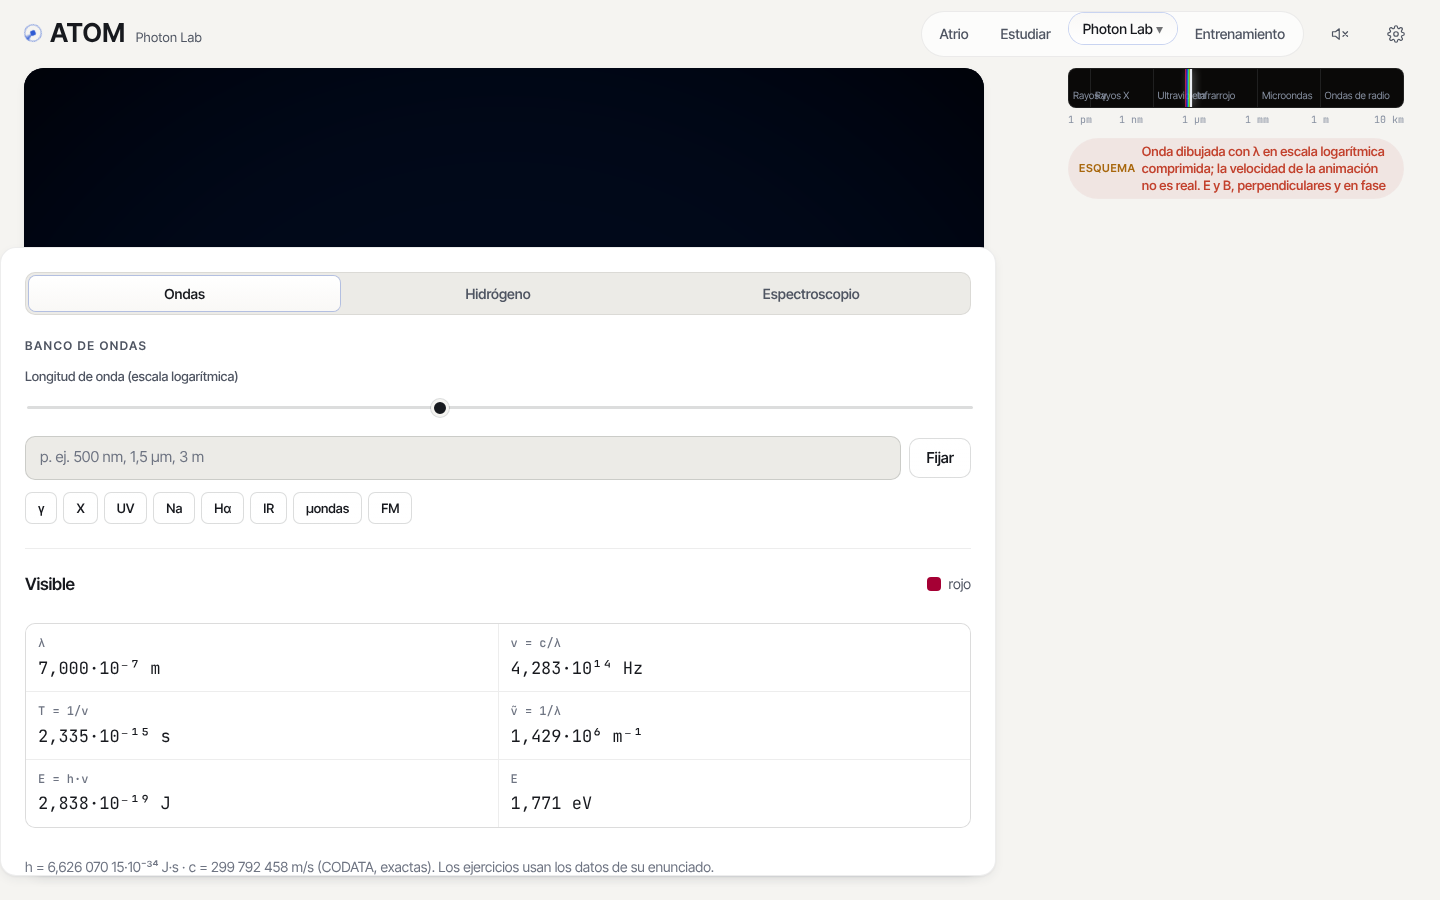 ATOM Photon Lab
Atrio Estudiar Photon Lab ▾ Entrenamiento
Rayos γ Rayos X Ultravioleta Infrarrojo Microondas Ondas de radio
1 pm 1 nm 1 µm 1 mm 1 m 10 km
ESQUEMA
Onda dibujada con λ en escala logarítmica
comprimida; la velocidad de la animación
no es real. E y B, perpendiculares y en fase
Ondas Hidrógeno Espectroscopio
BANCO DE ONDAS
Longitud de onda (escala logarítmica)
p. ej. 500 nm, 1,5 µm, 3 m Fijar
γ X UV Na Hα IR µondas FM
Visible rojo
λ ν = c/λ
7,000·10⁻⁷ m 4,283·10¹⁴ Hz
T = 1/ν ṽ = 1/λ
2,335·10⁻¹⁵ s 1,429·10⁶ m⁻¹
E = h·ν E
2,838·10⁻¹⁹ J 1,771 eV
h = 6,626 070 15·10⁻³⁴ J·s · c = 299 792 458 m/s (CODATA, exactas). Los ejercicios usan los datos de su enunciado.